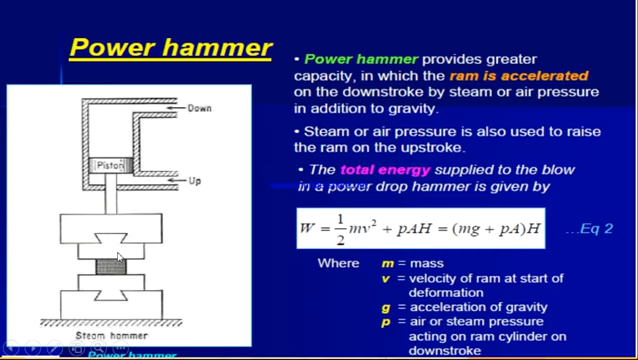 Power hammer
• Power hammer provides greater
capacity, in which the ram is accelerated
on the downstroke by steam or air pressure
in addition to gravity.
• Steam or air pressure is also used to raise
the ram on the upstroke.
• The total energy supplied to the blow
in a power drop hammer is given by
W = 1/2 mv² + pAH = (mg + pA)H …Eq 2
Where m = mass
v = velocity of ram at start of
deformation
g = acceleration of gravity
p = air or steam pressure
acting on ram cylinder on
downstroke
Down
Piston
Up
Steam hammer
Power hammer